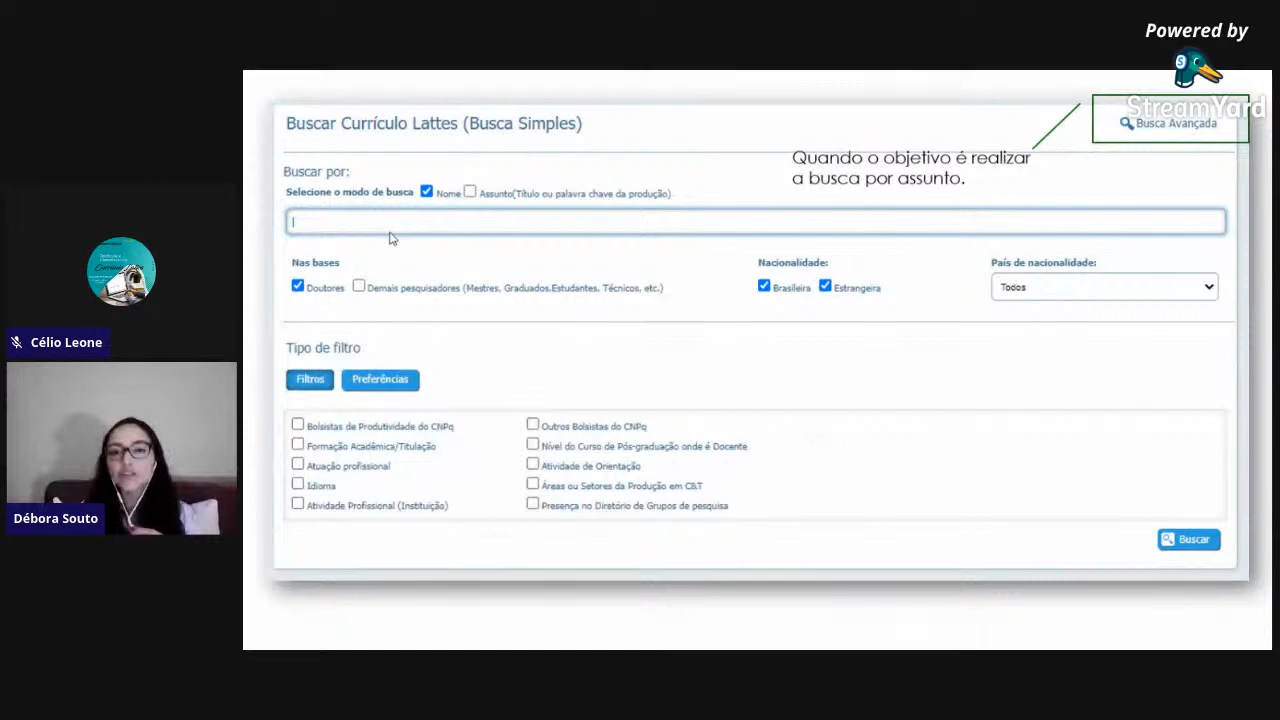 Powered by
StreamYard
Buscar Currículo Lattes (Busca Simples)
Busca Avançada
Quando o objetivo é realizar
a busca por assunto.
Buscar por:
Selecione o modo de busca Nome Assunto(Título ou palavra chave da produção)
Nas bases
Doutores Demais pesquisadores (Mestres, Graduados,Estudantes, Técnicos, etc.)
Nacionalidade:
Brasileira Estrangeira
País de nacionalidade:
Todos
Tipo de filtro
Filtros Preferências
Bolsistas de Produtividade do CNPq
Formação Acadêmica/Titulação
Atuação profissional
Idioma
Atividade Profissional (Instituição)
Outros Bolsistas do CNPq
Nível do Curso de Pós-graduação onde é Docente
Atividade de Orientação
Áreas ou Setores da Produção em C&T
Presença no Diretório de Grupos de pesquisa
Buscar
Célio Leone
Débora Souto